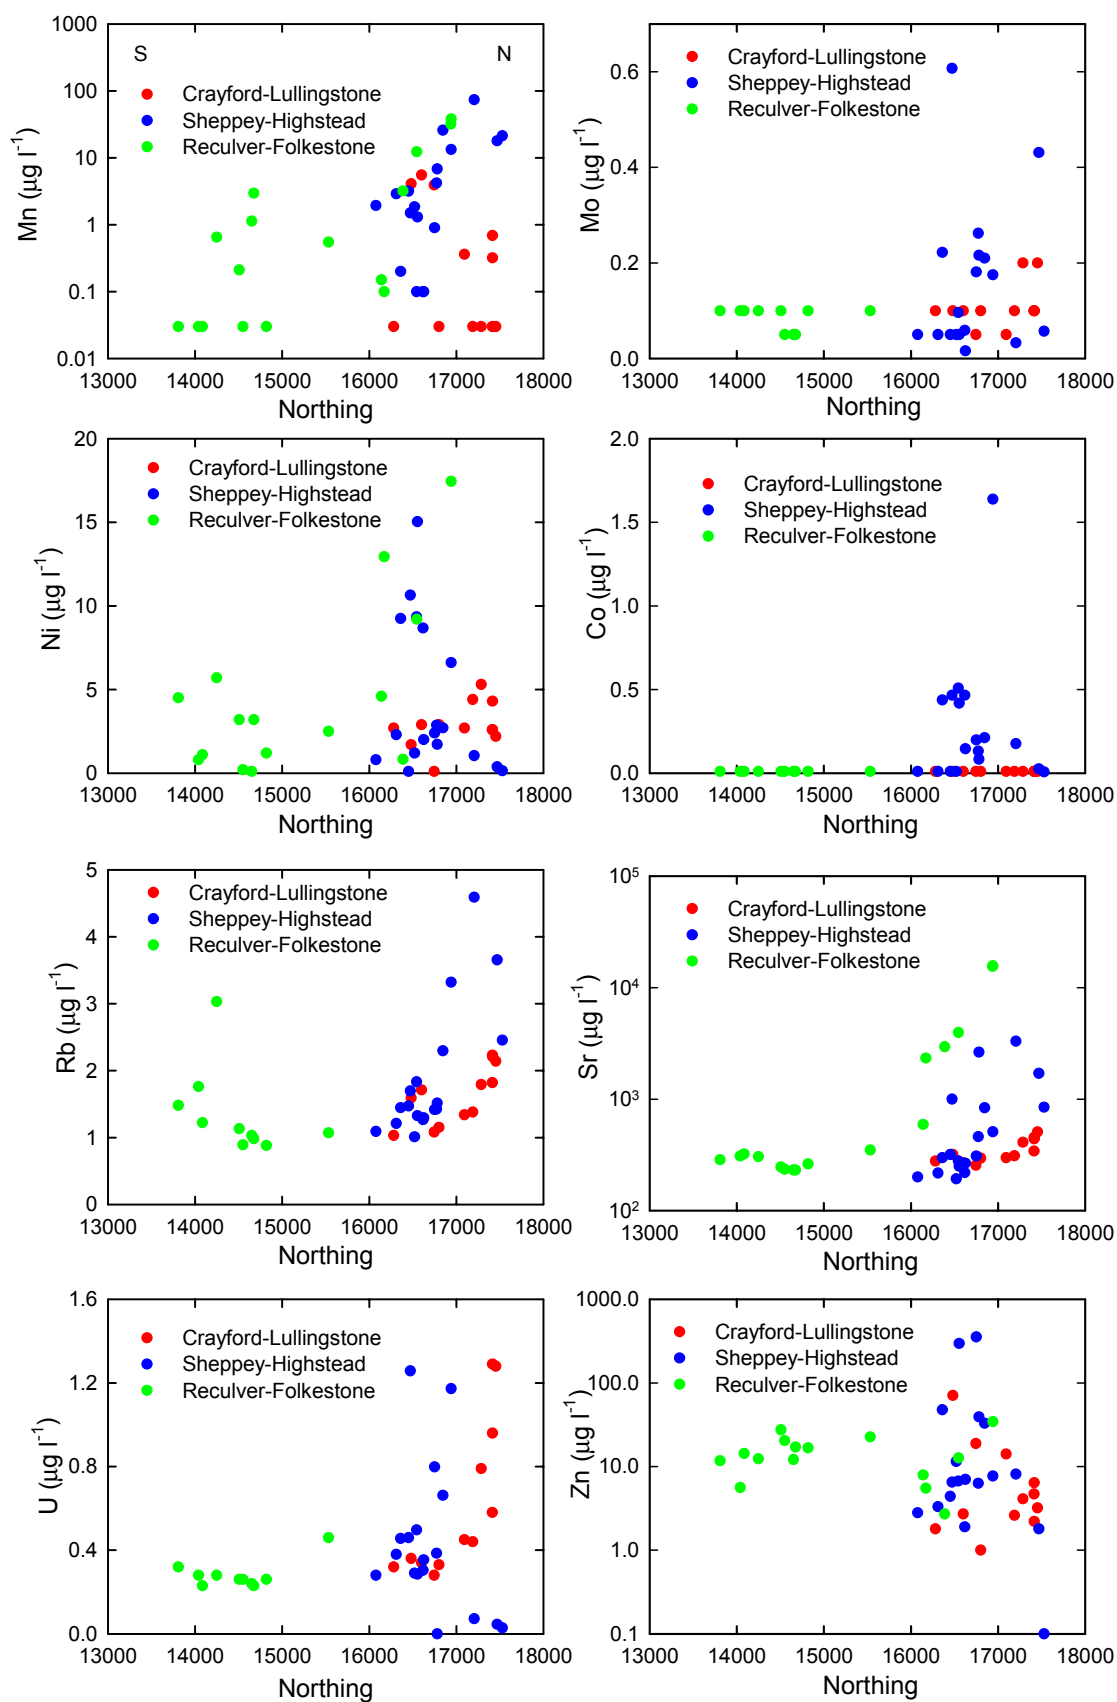 1000
100
10
1
0.1
0.01
Mn (µg l-1)
S
N
Crayford-Lullingstone
Sheppey-Highstead
Reculver-Folkestone
13000 14000 15000 16000 17000 18000
Northing
0.6
0.4
0.2
0.0
Mo (µg l-1)
Crayford-Lullingstone
Sheppey-Highstead
Reculver-Folkestone
13000 14000 15000 16000 17000 18000
Northing
20
15
10
5
0
Ni (µg l-1)
Crayford-Lullingstone
Sheppey-Highstead
Reculver-Folkestone
13000 14000 15000 16000 17000 18000
Northing
2.0
1.5
1.0
0.5
0.0
Co (µg l-1)
Crayford-Lullingstone
Sheppey-Highstead
Reculver-Folkestone
13000 14000 15000 16000 17000 18000
Northing
5
4
3
2
1
0
Rb (µg l-1)
Crayford-Lullingstone
Sheppey-Highstead
Reculver-Folkestone
13000 14000 15000 16000 17000 18000
Northing
105
104
103
102
Sr (µg l-1)
Crayford-Lullingstone
Sheppey-Highstead
Reculver-Folkestone
13000 14000 15000 16000 17000 18000
Northing
1.6
1.2
0.8
0.4
0.0
U (µg l-1)
Crayford-Lullingstone
Sheppey-Highstead
Reculver-Folkestone
13000 14000 15000 16000 17000 18000
Northing
1000.0
100.0
10.0
1.0
0.1
Zn (µg l-1)
Crayford-Lullingstone
Sheppey-Highstead
Reculver-Folkestone
13000 14000 15000 16000 17000 18000
Northing